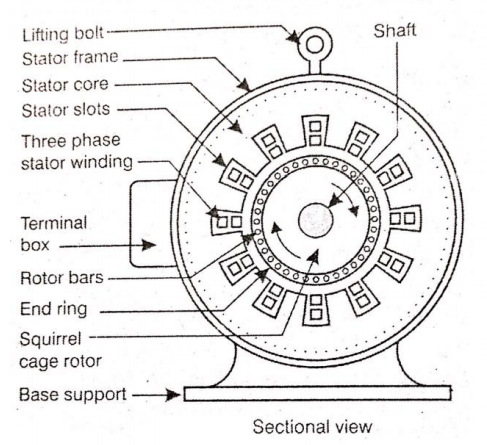 Lifting bolt
Shaft
Stator frame
Stator core
Stator slots
Three phase
stator winding
Terminal
box
Rotor bars
End ring
Squirrel
cage rotor
Base support
Sectional view